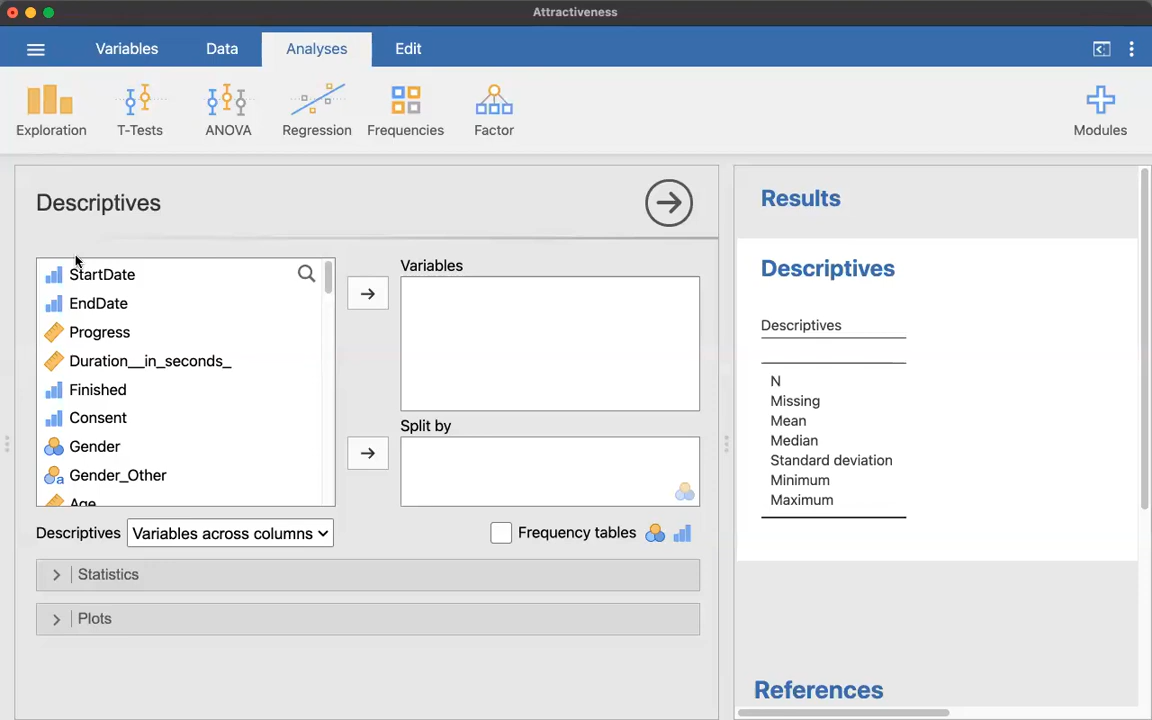 Attractiveness
Variables Data Analyses Edit
Exploration T-Tests ANOVA Regression Frequencies Factor Modules
Descriptives
StartDate
EndDate
Progress
Duration__in_seconds_
Finished
Consent
Gender
Gender_Other
Age
Variables
Split by
Descriptives Variables across columns Frequency tables
Statistics
Plots
Results
Descriptives
Descriptives
N
Missing
Mean
Median
Standard deviation
Minimum
Maximum
References